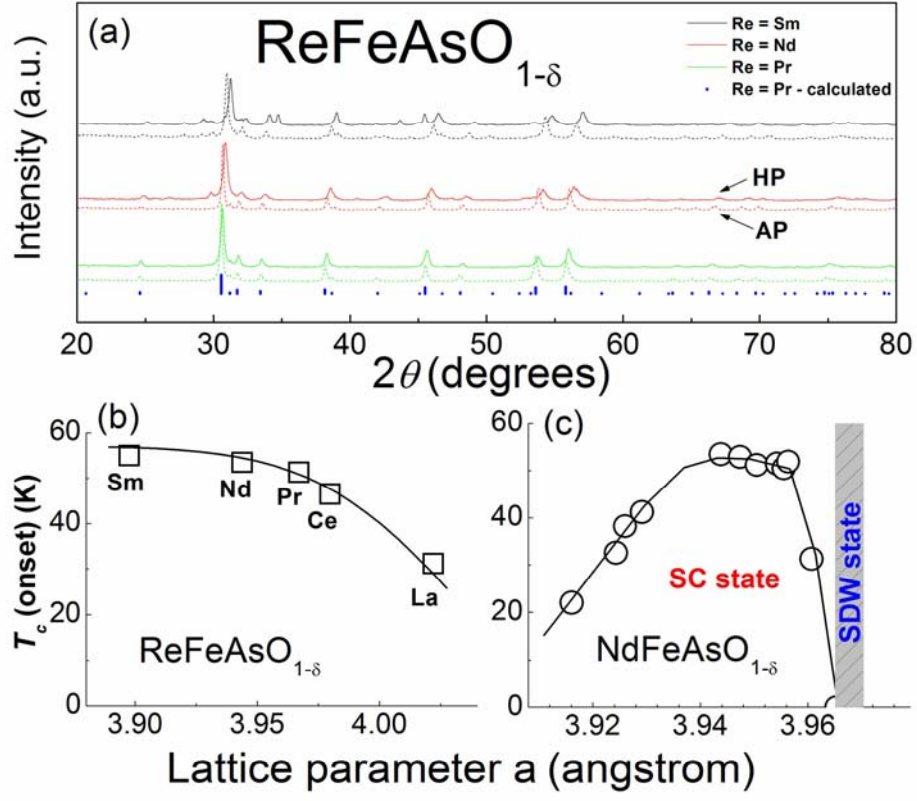 (a)
ReFeAsO1-δ
Re = Sm
Re = Nd
Re = Pr
Re = Pr - calculated
Intensity (a.u.)
HP
AP
20 30 40 50 60 70 80
2θ (degrees)
(b)
60
40
20
0
Tc (onset) (K)
Sm
Nd
Pr
Ce
La
ReFeAsO1-δ
3.90 3.95 4.00
(c)
60
40
20
0
SC state
SDW state
NdFeAsO1-δ
3.92 3.94 3.96
Lattice parameter a (angstrom)